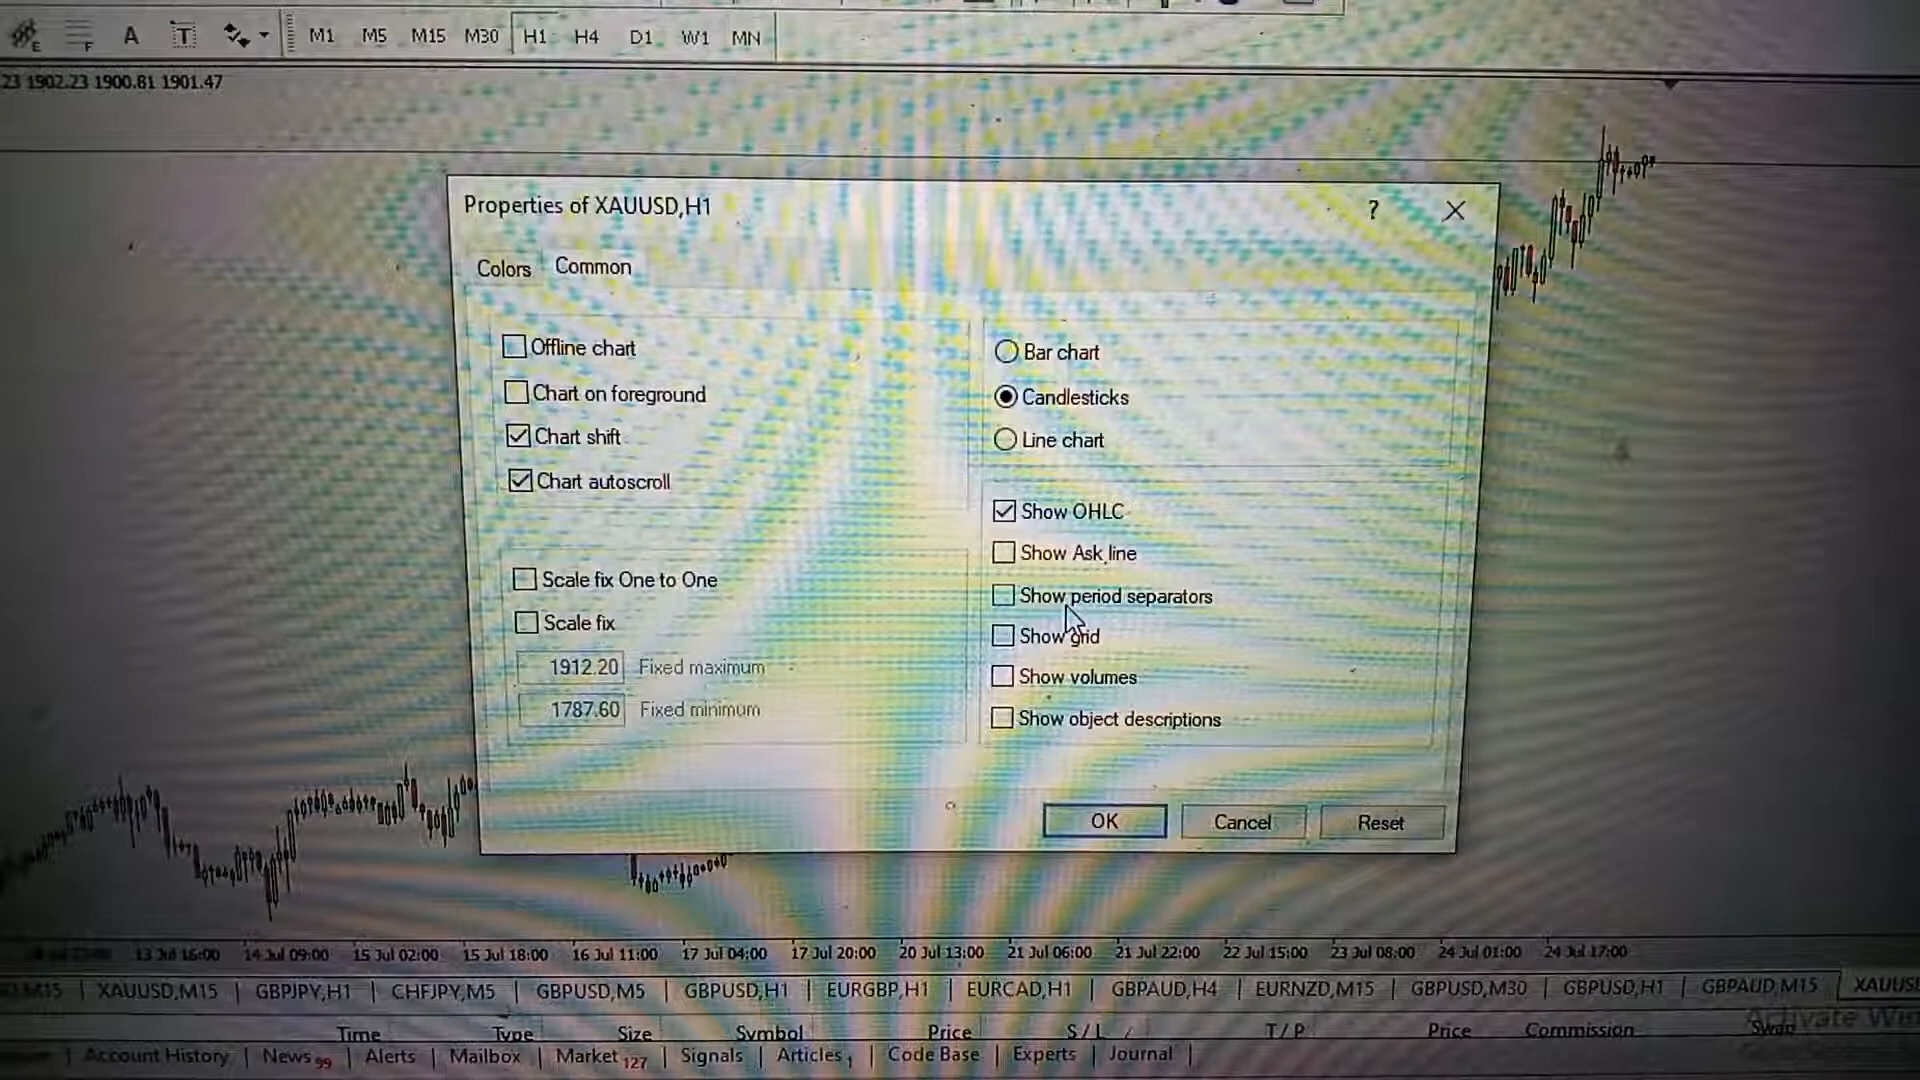 E F A T M1 M5 M15 M30 H1 H4 D1 W1 MN
23 1902.23 1900.81 1901.47
Properties of XAUUSD,H1 ?
Colors Common
Offline chart
Chart on foreground
Chart shift
Chart autoscroll
Scale fix One to One
Scale fix
1912.20 Fixed maximum
1787.60 Fixed minimum
Bar chart
Candlesticks
Line chart
Show OHLC
Show Ask line
Show period separators
Show grid
Show volumes
Show object descriptions
OK Cancel Reset
13 Jul 16:00 14 Jul 09:00 15 Jul 02:00 15 Jul 18:00 16 Jul 11:00 17 Jul 04:00 17 Jul 20:00 20 Jul 13:00 21 Jul 06:00 21 Jul 22:00 22 Jul 15:00 23 Jul 08:00 24 Jul 01:00 24 Jul 17:00
M15 | XAUUSD,M15 | GBPJPY,H1 | CHFJPY,M5 | GBPUSD,M5 | GBPUSD,H1 | EURGBP,H1 | EURCAD,H1 | GBPAUD,H4 | EURNZD,M15 | GBPUSD,M30 | GBPUSD,H1 | GBPAUD,M15 | XAUUS
Time Type Size Symbol Price S / L / T / P Price Commission Swap
Activate Win
| Account History | News 99 | Alerts | Mailbox | Market 127 | Signals | Articles 1 | Code Base | Experts | Journal |